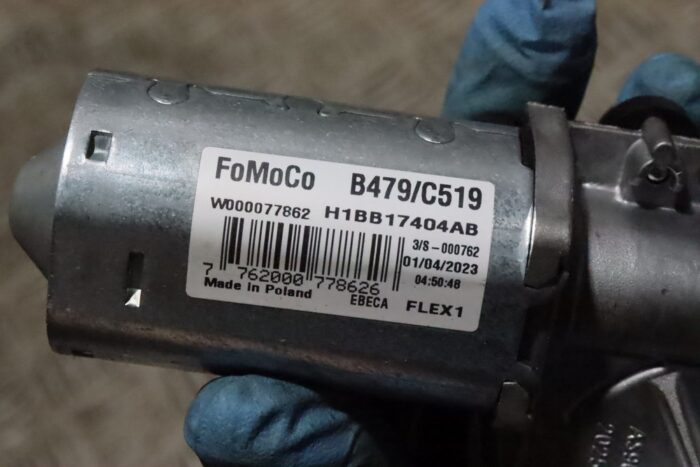 FoMoCo B479/C519
W000077862 H1BB17404AB
3/S-000762
01/04/2023
7 762000 778626
04:50:48
Made in Poland
EBECA FLEX1